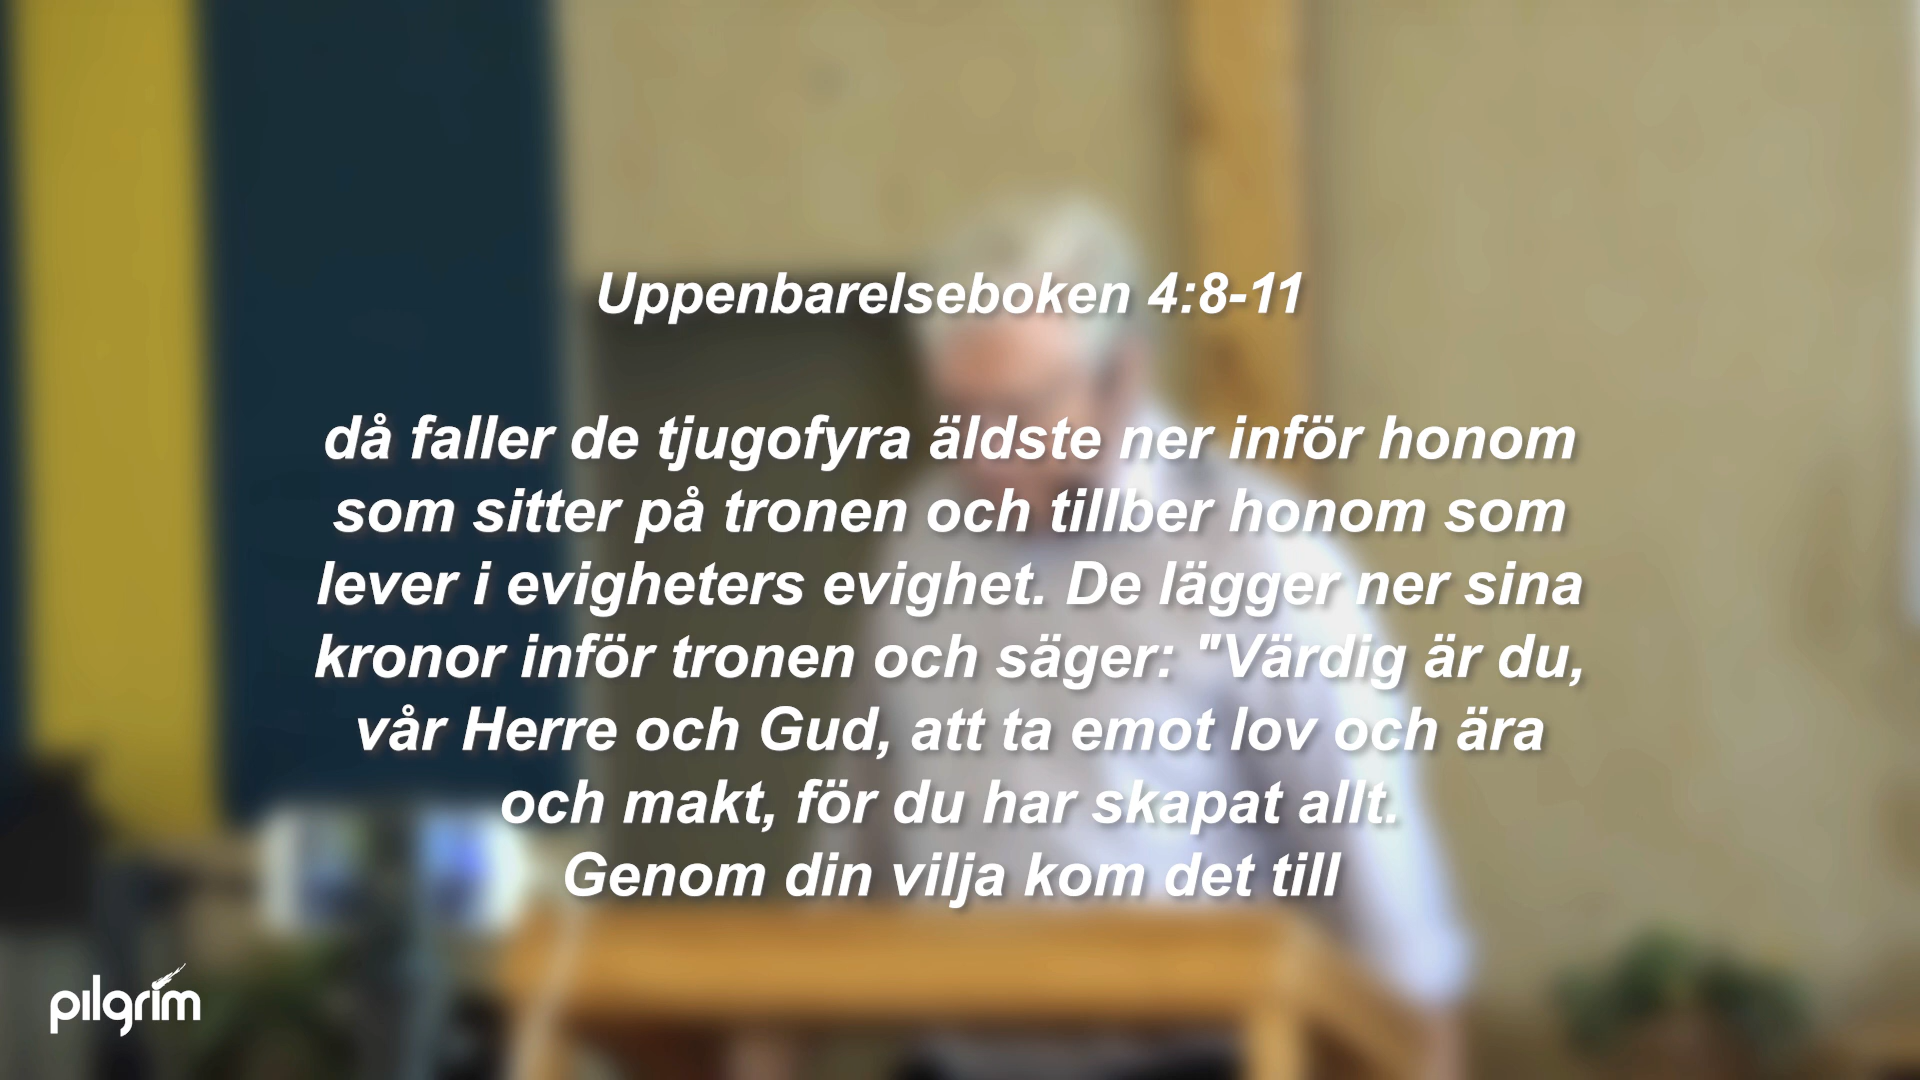 Uppenbarelseboken 4:8-11
då faller de tjugofyra äldste ner inför honom
som sitter på tronen och tillber honom som
lever i evigheters evighet. De lägger ner sina
kronor inför tronen och säger: "Värdig är du,
vår Herre och Gud, att ta emot lov och ära
och makt, för du har skapat allt.
Genom din vilja kom det till
pilgrim